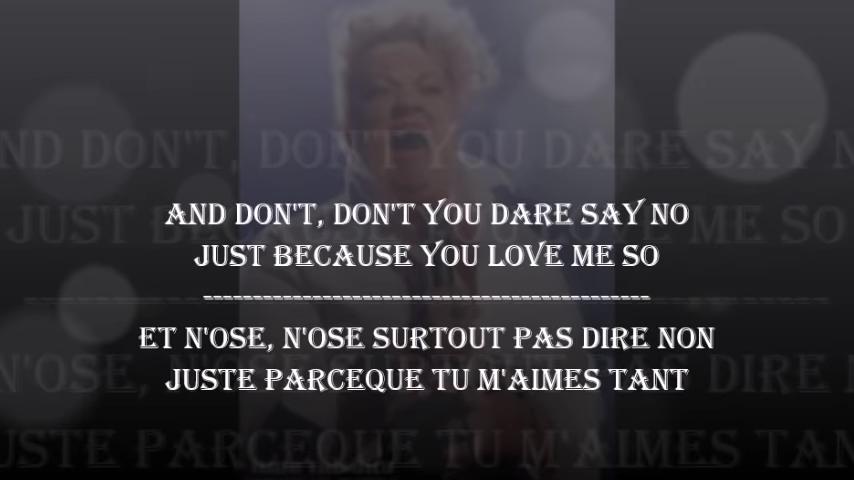 AND DON'T, DON'T YOU DARE SAY NO
JUST BECAUSE YOU LOVE ME SO
---------------------------------------------
ET N'OSE, N'OSE SURTOUT PAS DIRE NON
JUSTE PARCEQUE TU M'AIMES TANT